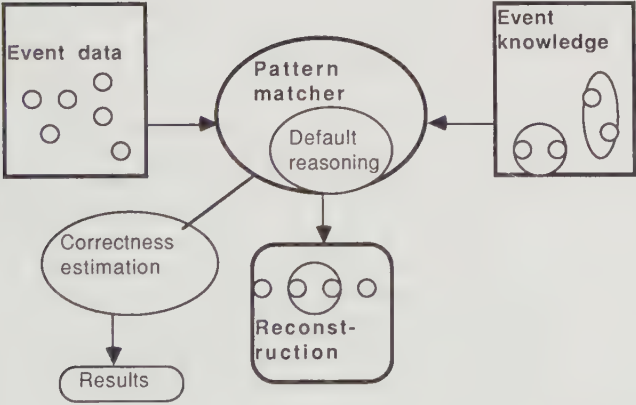 Event data
Event
knowledge
Pattern
matcher
Default
reasoning
Correctness
estimation
Reconst-
ruction
Results